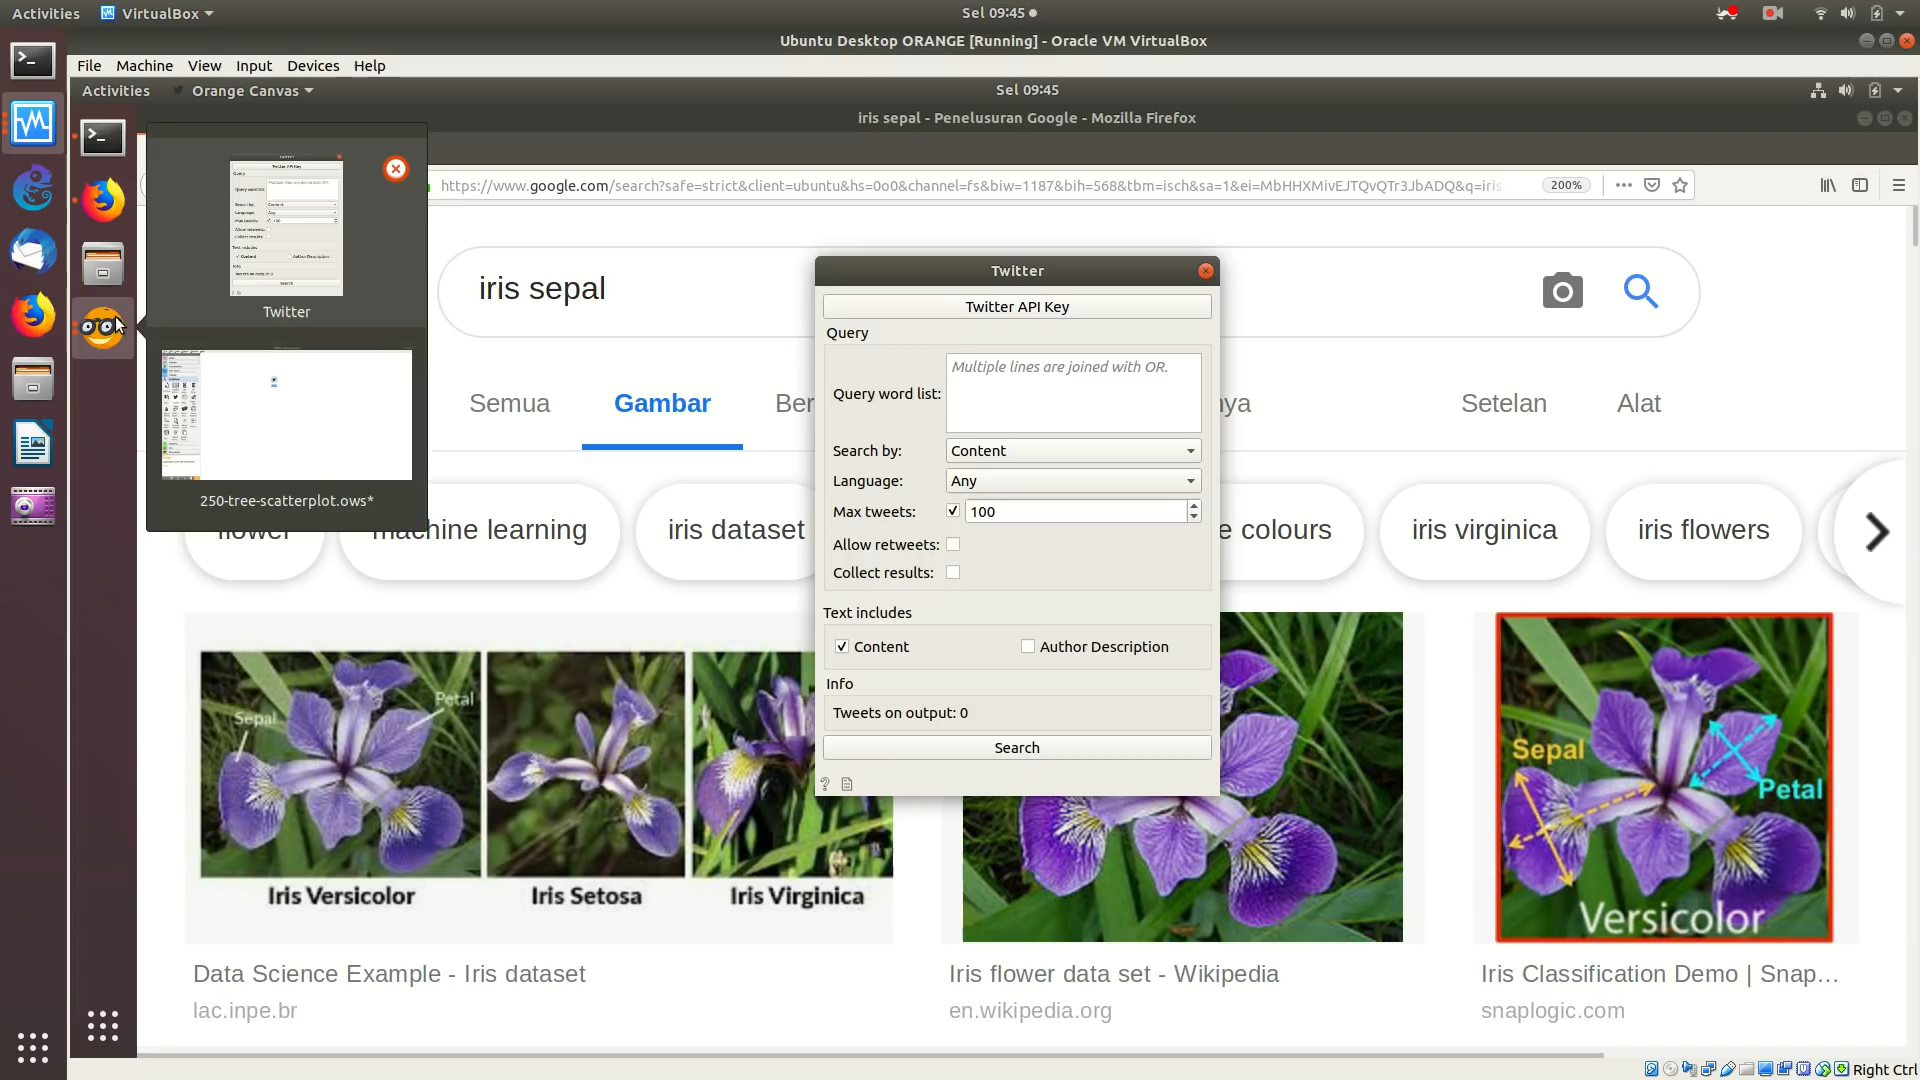 Activities VirtualBox Sel 09:45
Ubuntu Desktop ORANGE [Running] - Oracle VM VirtualBox
File Machine View Input Devices Help
Activities Orange Canvas Sel 09:45
iris sepal - Penelusuran Google - Mozilla Firefox
https://www.google.com/search?safe=strict&client=ubuntu&hs=0o0&channel=fs&biw=1187&bih=568&tbm=isch&sa=1&ei=MbHHXMivEJTQvQTr3JbADQ&q=iris 200%
Twitter
250-tree-scatterplot.ows*
iris sepal
Semua Gambar Ber nya Setelan Alat
flower machine learning iris dataset e colours iris virginica iris flowers
Twitter
Twitter API Key
Query
Query word list: Multiple lines are joined with OR.
Search by: Content
Language: Any
Max tweets: 100
Allow retweets:
Collect results:
Text includes
Content Author Description
Info
Tweets on output: 0
Search
Sepal Petal
Iris Versicolor Iris Setosa Iris Virginica
Sepal
Petal
Versicolor
Data Science Example - Iris dataset
lac.inpe.br
Iris flower data set - Wikipedia
en.wikipedia.org
Iris Classification Demo | Snap...
snaplogic.com
Right Ctrl